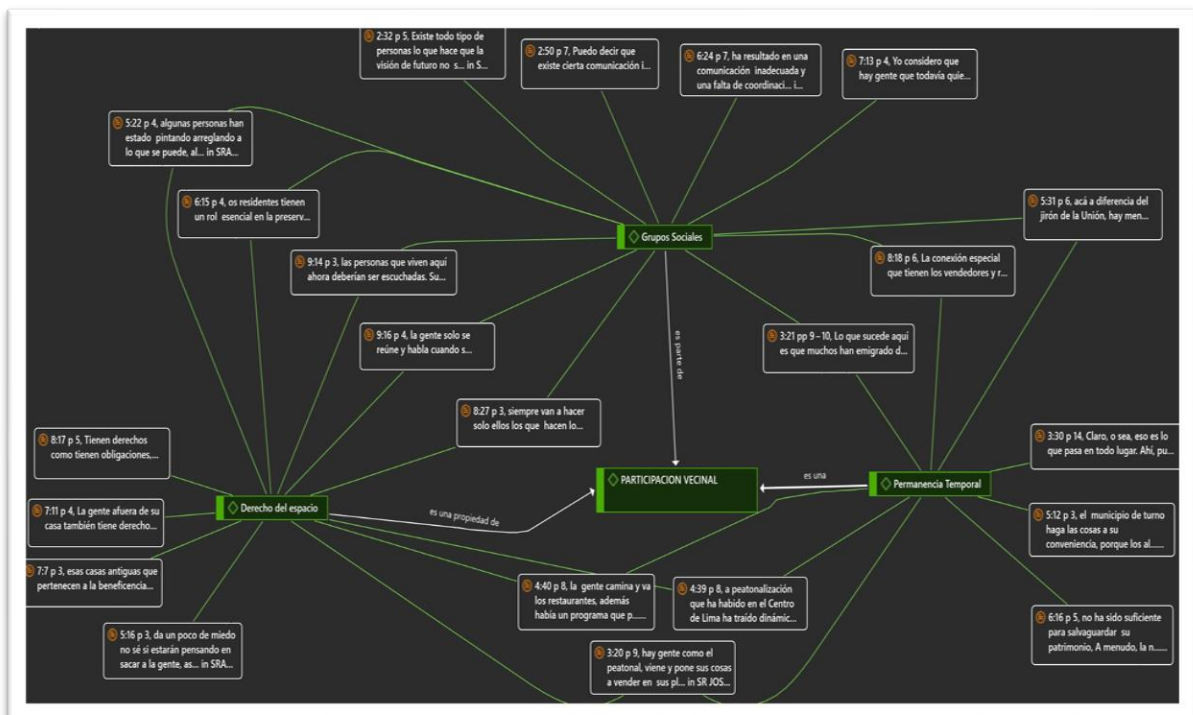 2:32 p 5, Existe todo tipo de
personas lo que hace que la
visión de futuro no s... in S...
2:50 p 7, Puedo decir que
existe cierta comunicación i...
6:24 p 7, ha resultado en una
comunicación inadecuada y
una falta de coordinaci... i...
7:13 p 4, Yo considero que
hay gente que todavía quie...
5:22 p 4, algunas personas han
estado pintando arreglando a
lo que se puede, al... in SRA...
6:15 p 4, os residentes tienen
un rol esencial en la preserv...
5:31 p 6, acá a diferencia del
jirón de la Unión, hay men...
Grupos Sociales
9:14 p 3, las personas que viven aquí
ahora deberían ser escuchadas. Su...
8:18 p 6, La conexión especial
que tienen los vendedores y r...
9:16 p 4, la gente solo se
reúne y habla cuando s...
es parte de
3:21 pp 9 – 10, Lo que sucede aquí
es que muchos han emigrado d...
8:27 p 3, siempre van a hacer
solo ellos los que hacen lo...
8:17 p 5, Tienen derechos
como tienen obligaciones,...
3:30 p 14, Claro, o sea, eso es lo
que pasa en todo lugar. Ahí, pu...
PARTICIPACION VECINAL
es una
Permanencia Temporal
7:11 p 4, La gente afuera de su
casa también tiene derecho...
Derecho del espacio
es una propiedad de
5:12 p 3, el municipio de turno
haga las cosas a su
conveniencia, porque los al......
7:7 p 3, esas casas antiguas que
pertenecen a la beneficencia...
4:40 p 8, la gente camina y va
los restaurantes, además
había un programa que p......
4:39 p 8, a peatonalización
que ha habido en el Centro
de Lima ha traído dinámic...
6:16 p 5, no ha sido suficiente
para salvaguardar su
patrimonio, A menudo, la n......
5:16 p 3, da un poco de miedo
no sé si estarán pensando en
sacar a la gente, as... in SRA...
3:20 p 9, hay gente como el
peatonal, viene y pone sus cosas
a vender en sus pl... in SR JOS...